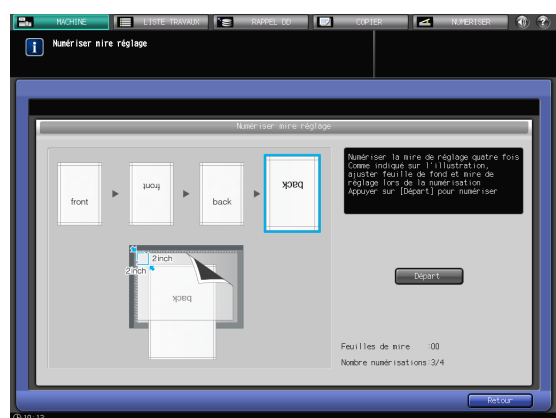 MACHINE LISTE TRAVAUX RAPPEL DD COPIER NUMERISER
Numériser mire réglage
Numériser mire réglage
front front back back
Numériser la mire de réglage quatre fois
Comme indiqué sur l'illustration,
ajuster feuille de fond et mire de
réglage lors de la numérisation
Appuyer sur [Départ] pour numériser
2inch
2inch
back
Départ
Feuilles de mire :00
Nombre numérisations:3/4
Retour